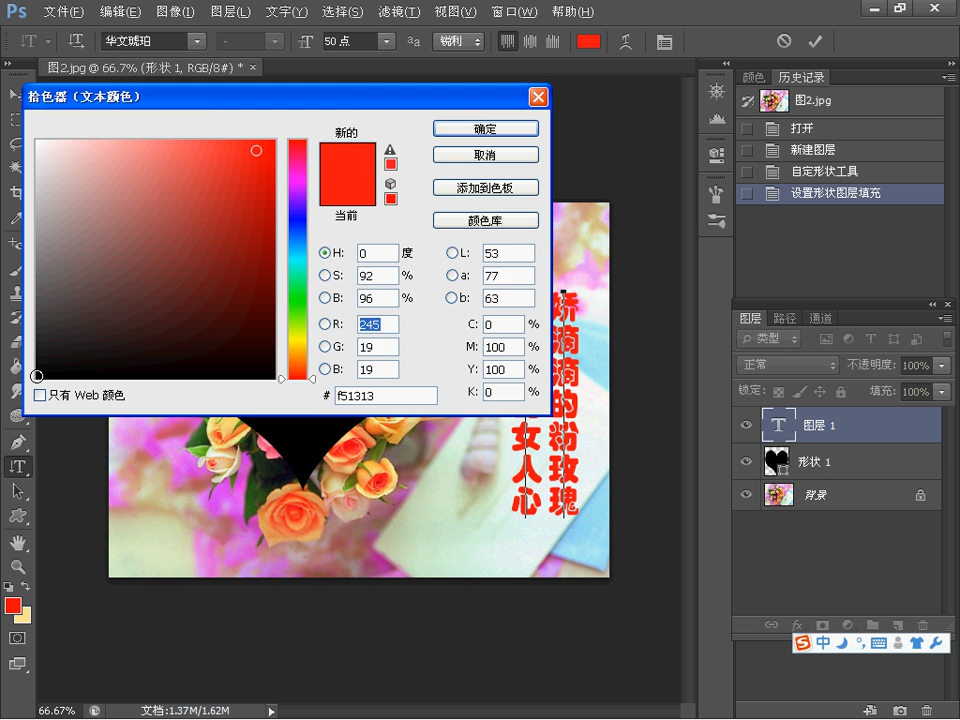 Ps 文件(F) 编辑(E) 图像(I) 图层(L) 文字(Y) 选择(S) 滤镜(T) 视图(V) 窗口(W) 帮助(H)
华文琥珀 - 50 点 aa 锐利
图2.jpg @ 66.7% (形状 1, RGB/8#) * ×
拾色器（文本颜色）
新的
当前
确定
取消
添加到色板
颜色库
H: 0 度
S: 92 %
B: 96 %
R: 245
G: 19
B: 19
L: 53
a: 77
b: 63
C: 0 %
M: 100 %
Y: 100 %
K: 0 %
# f51313
只有 Web 颜色
娇滴滴的粉玫瑰
女人心
颜色 历史记录
图2.jpg
打开
新建图层
自定形状工具
设置形状图层填充
图层 路径 通道
类型
正常 不透明度: 100%
锁定: 填充: 100%
T 图层 1
形状 1
背景
fx
S 中
66.67% 文档:1.37M/1.62M